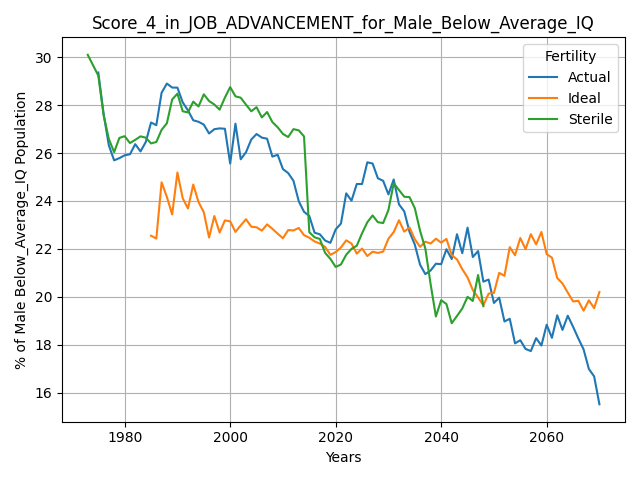 Score_4_in_JOB_ADVANCEMENT_for_Male_Below_Average_IQ
% of Male Below_Average_IQ Population
30
28
26
24
22
20
18
16
Fertility
Actual
Ideal
Sterile
1980
2000
2020
2040
2060
Years